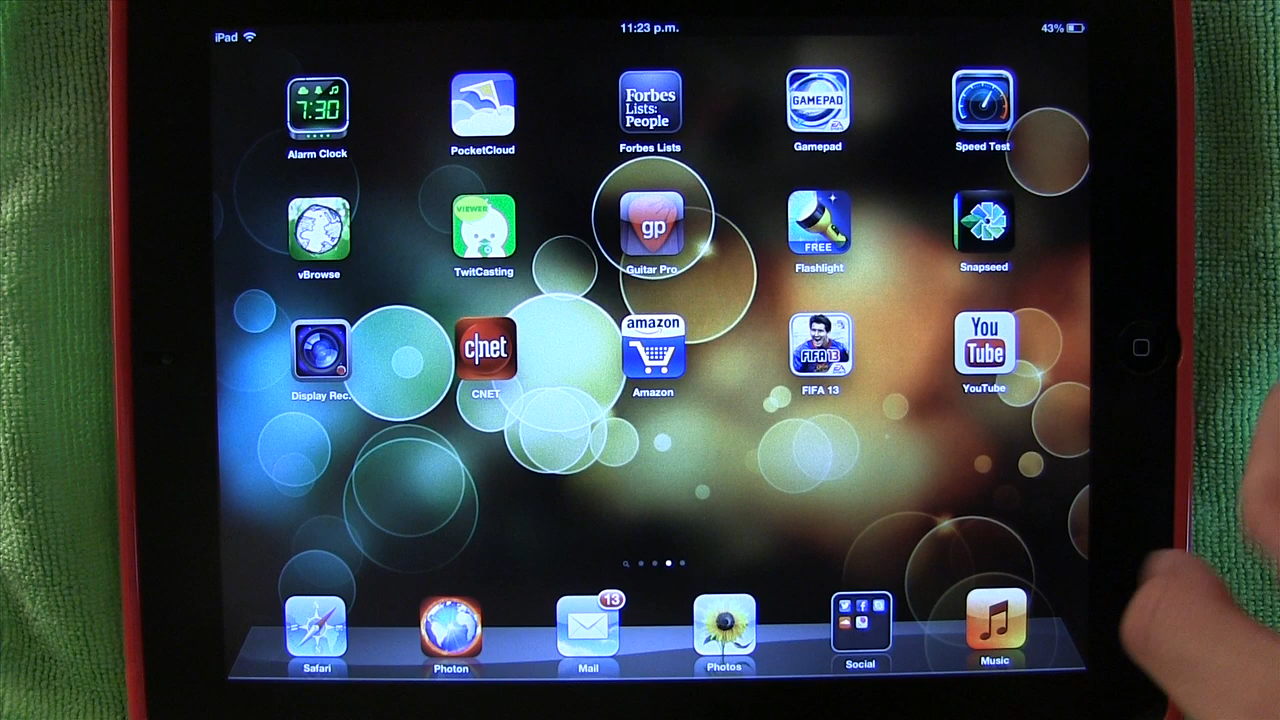 iPad
11:23 p.m.
43%
7:30
Forbes
Lists:
People
GAMEPAD
Alarm Clock
PocketCloud
Forbes Lists
Gamepad
Speed Test
VIEWER
gp
FREE
vBrowse
TwitCasting
Guitar Pro
Flashlight
Snapseed
c|net
amazon
FIFA 13
You
Tube
Display Rec.
CNET
Amazon
FIFA 13
YouTube
13
Safari
Photon
Mail
Photos
Social
Music